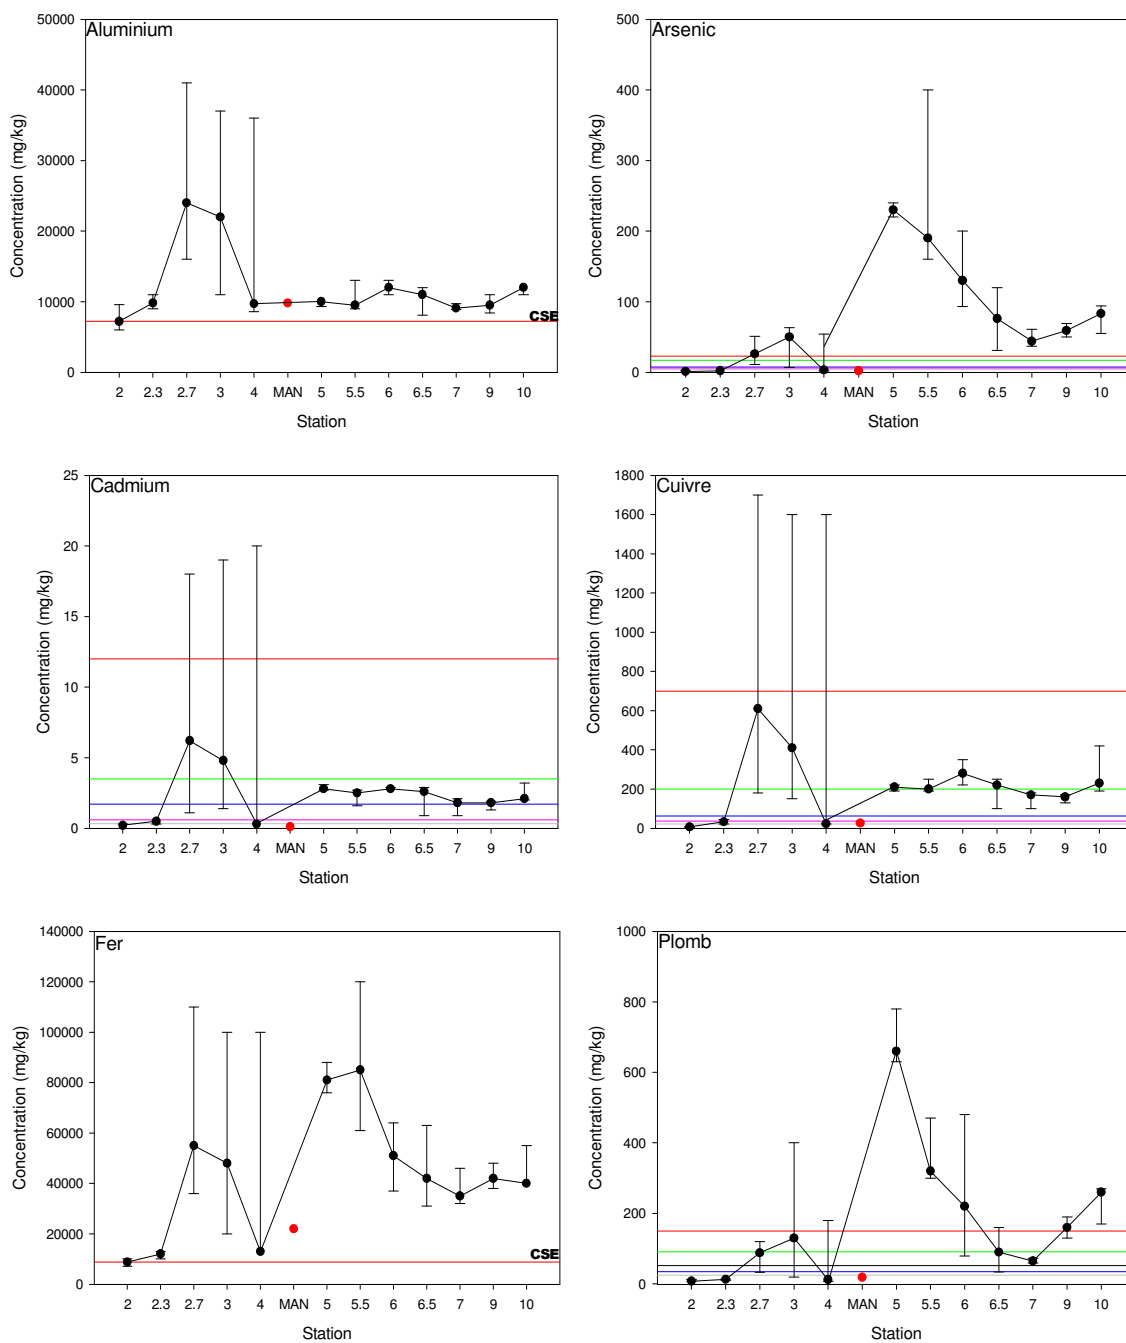 Aluminium
Concentration (mg/kg)
50000
40000
30000
20000
10000
0
CSE
2 2.3 2.7 3 4 MAN 5 5.5 6 6.5 7 9 10
Station
Arsenic
Concentration (mg/kg)
500
400
300
200
100
0
2 2.3 2.7 3 4 MAN 5 5.5 6 6.5 7 9 10
Station
Cadmium
Concentration (mg/kg)
25
20
15
10
5
0
2 2.3 2.7 3 4 MAN 5 5.5 6 6.5 7 9 10
Station
Cuivre
Concentration (mg/kg)
1800
1600
1400
1200
1000
800
600
400
200
0
2 2.3 2.7 3 4 MAN 5 5.5 6 6.5 7 9 10
Station
Fer
Concentration (mg/kg)
140000
120000
100000
80000
60000
40000
20000
0
CSE
2 2.3 2.7 3 4 MAN 5 5.5 6 6.5 7 9 10
Station
Plomb
Concentration (mg/kg)
1000
800
600
400
200
0
2 2.3 2.7 3 4 MAN 5 5.5 6 6.5 7 9 10
Station